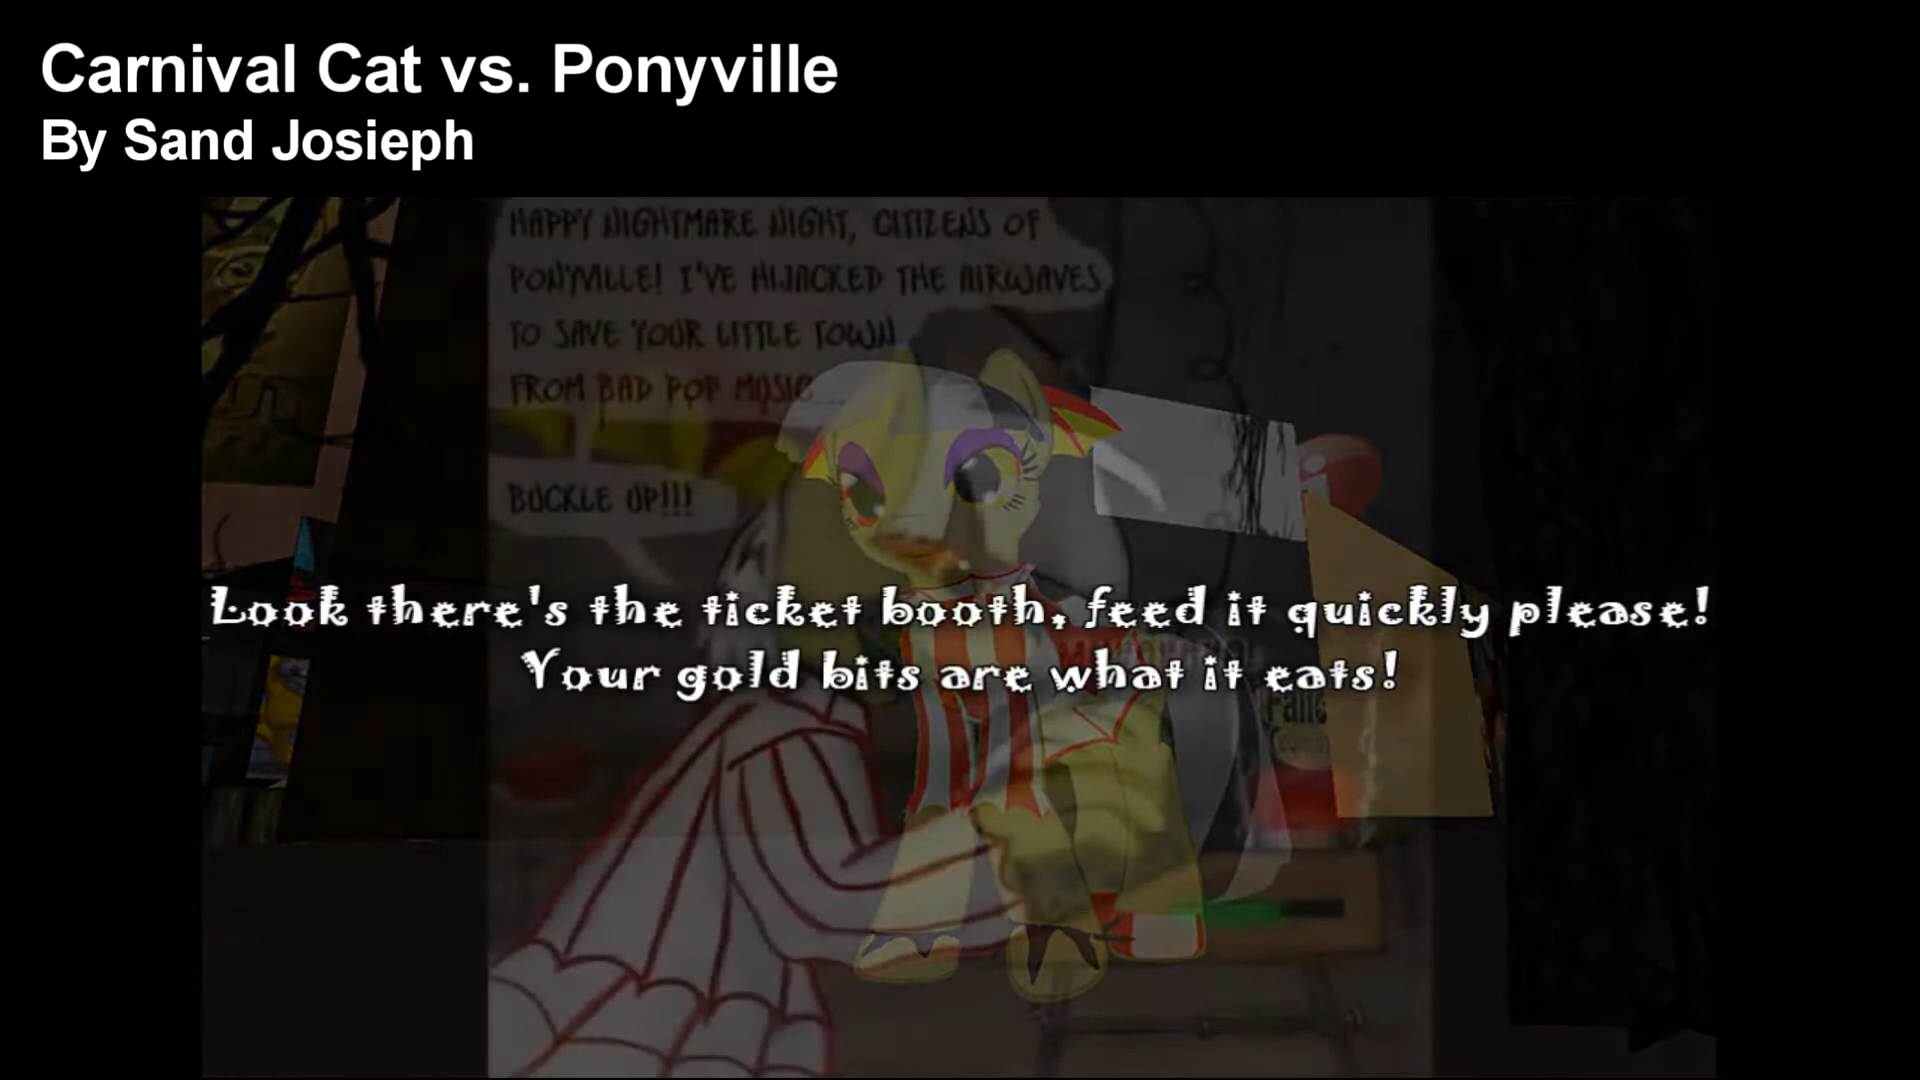 Carnival Cat vs. Ponyville
By Sand Josieph
HAPPY NIGHTMARE NIGHT, CITIZENS OF
PONYVILLE! I'VE HIJACKED THE AIRWAVES
TO SAVE YOUR LITTLE TOWN
FROM BAD POP MUSIC...
BUCKLE UP!!!
Look there's the ticket booth, feed it quickly please!
Your gold bits are what it eats!